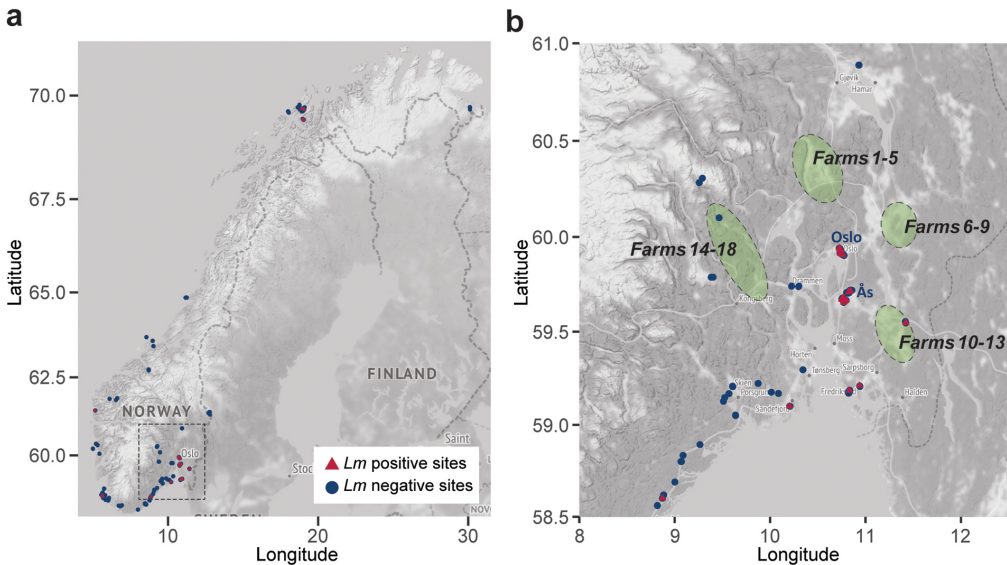 a
70.0
67.5
65.0
62.5
60.0
Latitude
10
20
30
Longitude
NORWAY
FINLAND
Oslo
Saint
Stoc
SWEDEN
NOVO
Lm positive sites
Lm negative sites
b
61.0
60.5
60.0
59.5
59.0
58.5
Latitude
8
9
10
11
12
Longitude
Gjøvik
Hamar
Farms 1-5
Farms 6-9
Oslo
Oslo
Farms 14-18
Drammen
Ås
Kongsberg
Farms 10-13
Moss
Horten
Tønsberg
Sarpsborg
Skien
Porsgrun
Fredrikstad
Halden
Sandefjord